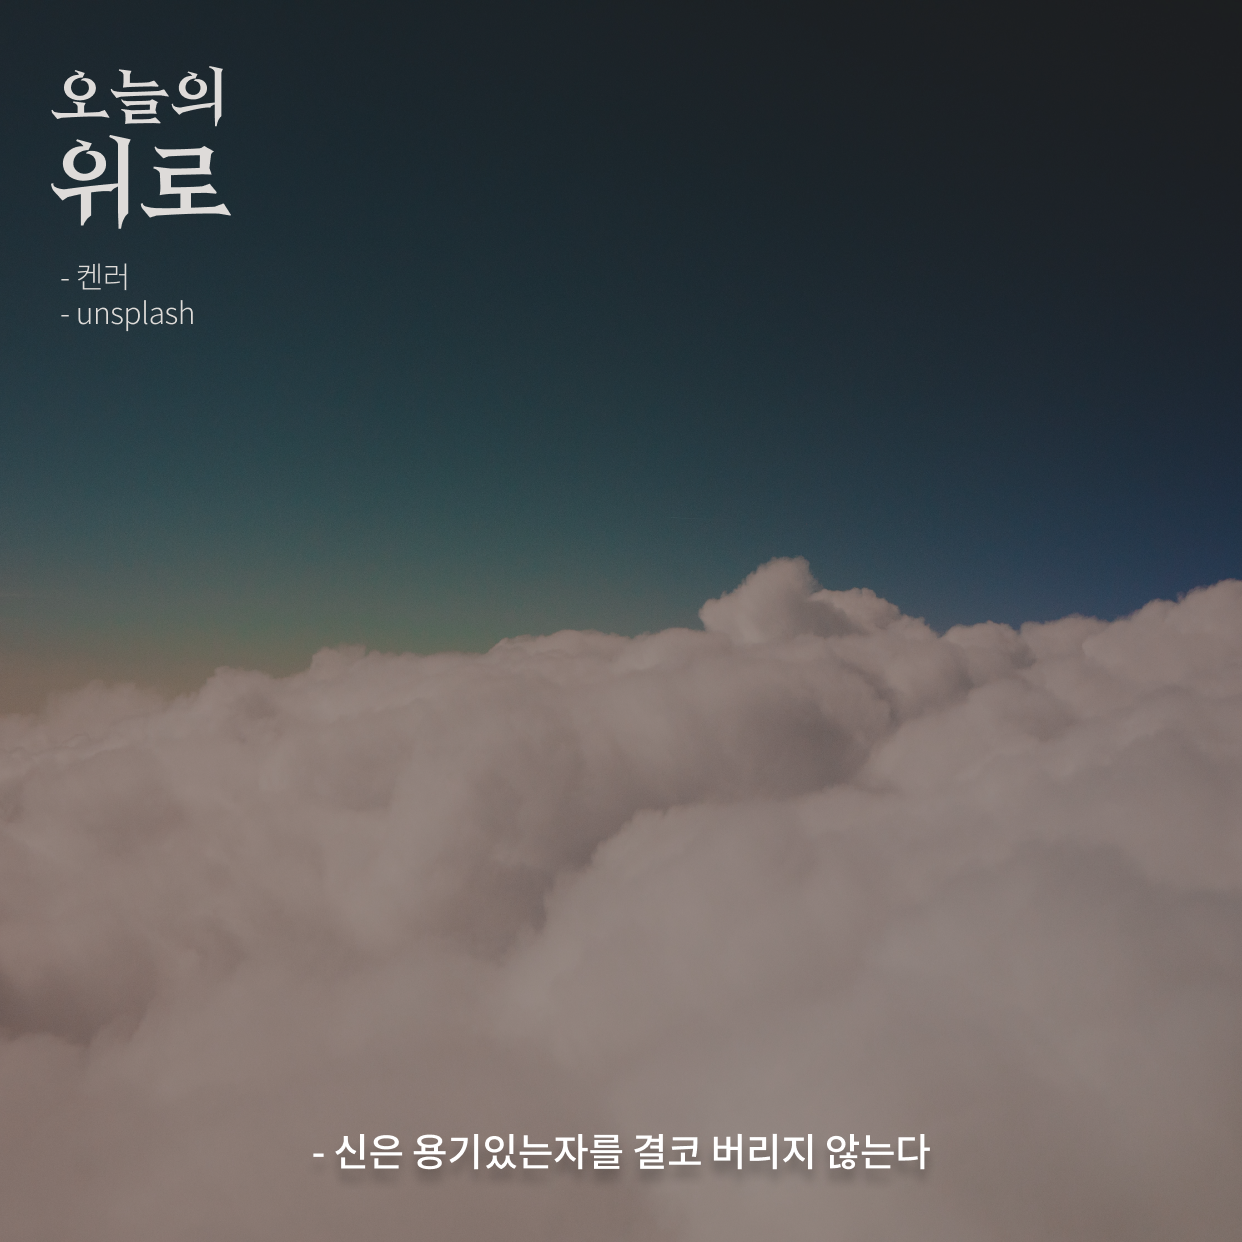 오늘의
위로
- 켄러
- unsplash
- 신은 용기있는자를 결코 버리지 않는다